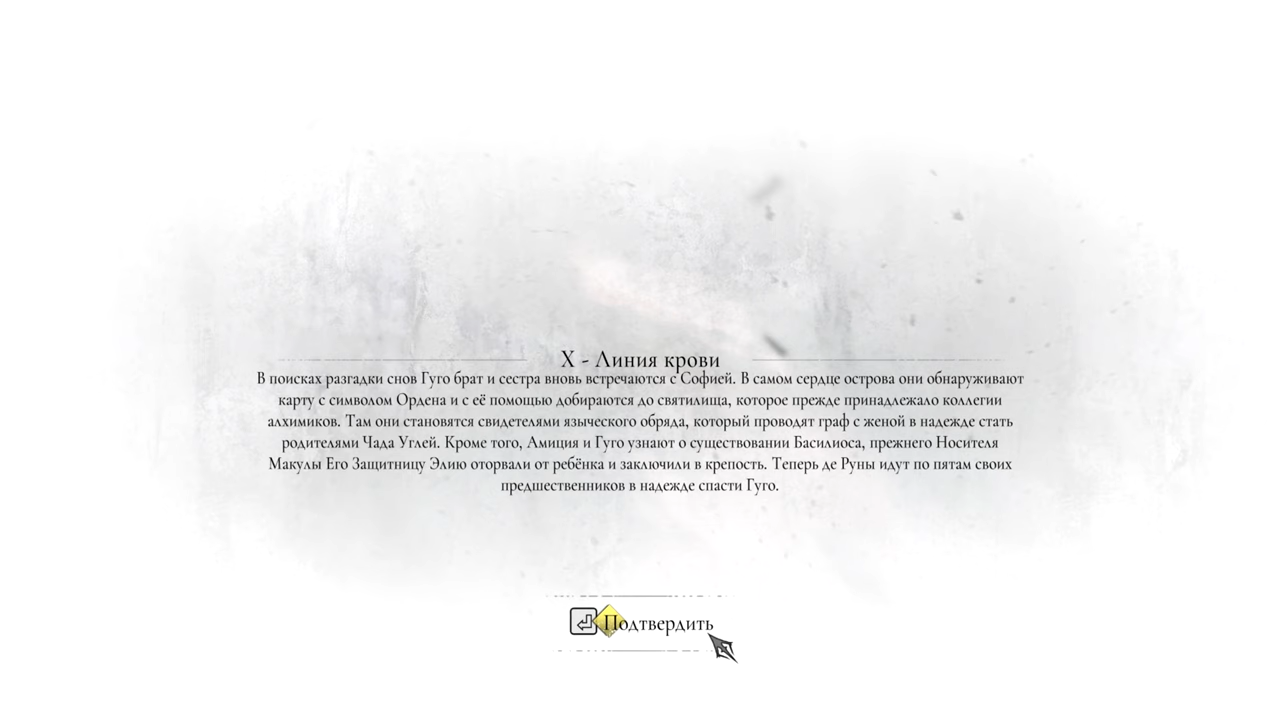 X - Линия крови
В поисках разгадки снов Гуго брат и сестра вновь встречаются с Софией. В самом сердце острова они обнаруживают
карту с символом Ордена и с её помощью добираются до святилища, которое прежде принадлежало коллегии
алхимиков. Там они становятся свидетелями языческого обряда, который проводят граф с женой в надежде стать
родителями Чада Углей. Кроме того, Амиция и Гуго узнают о существовании Басилиоса, прежнего Носителя
Макулы Его Защитницу Элию оторвали от ребёнка и заключили в крепость. Теперь де Руны идут по пятам своих
предшественников в надежде спасти Гуго.
Подтвердить